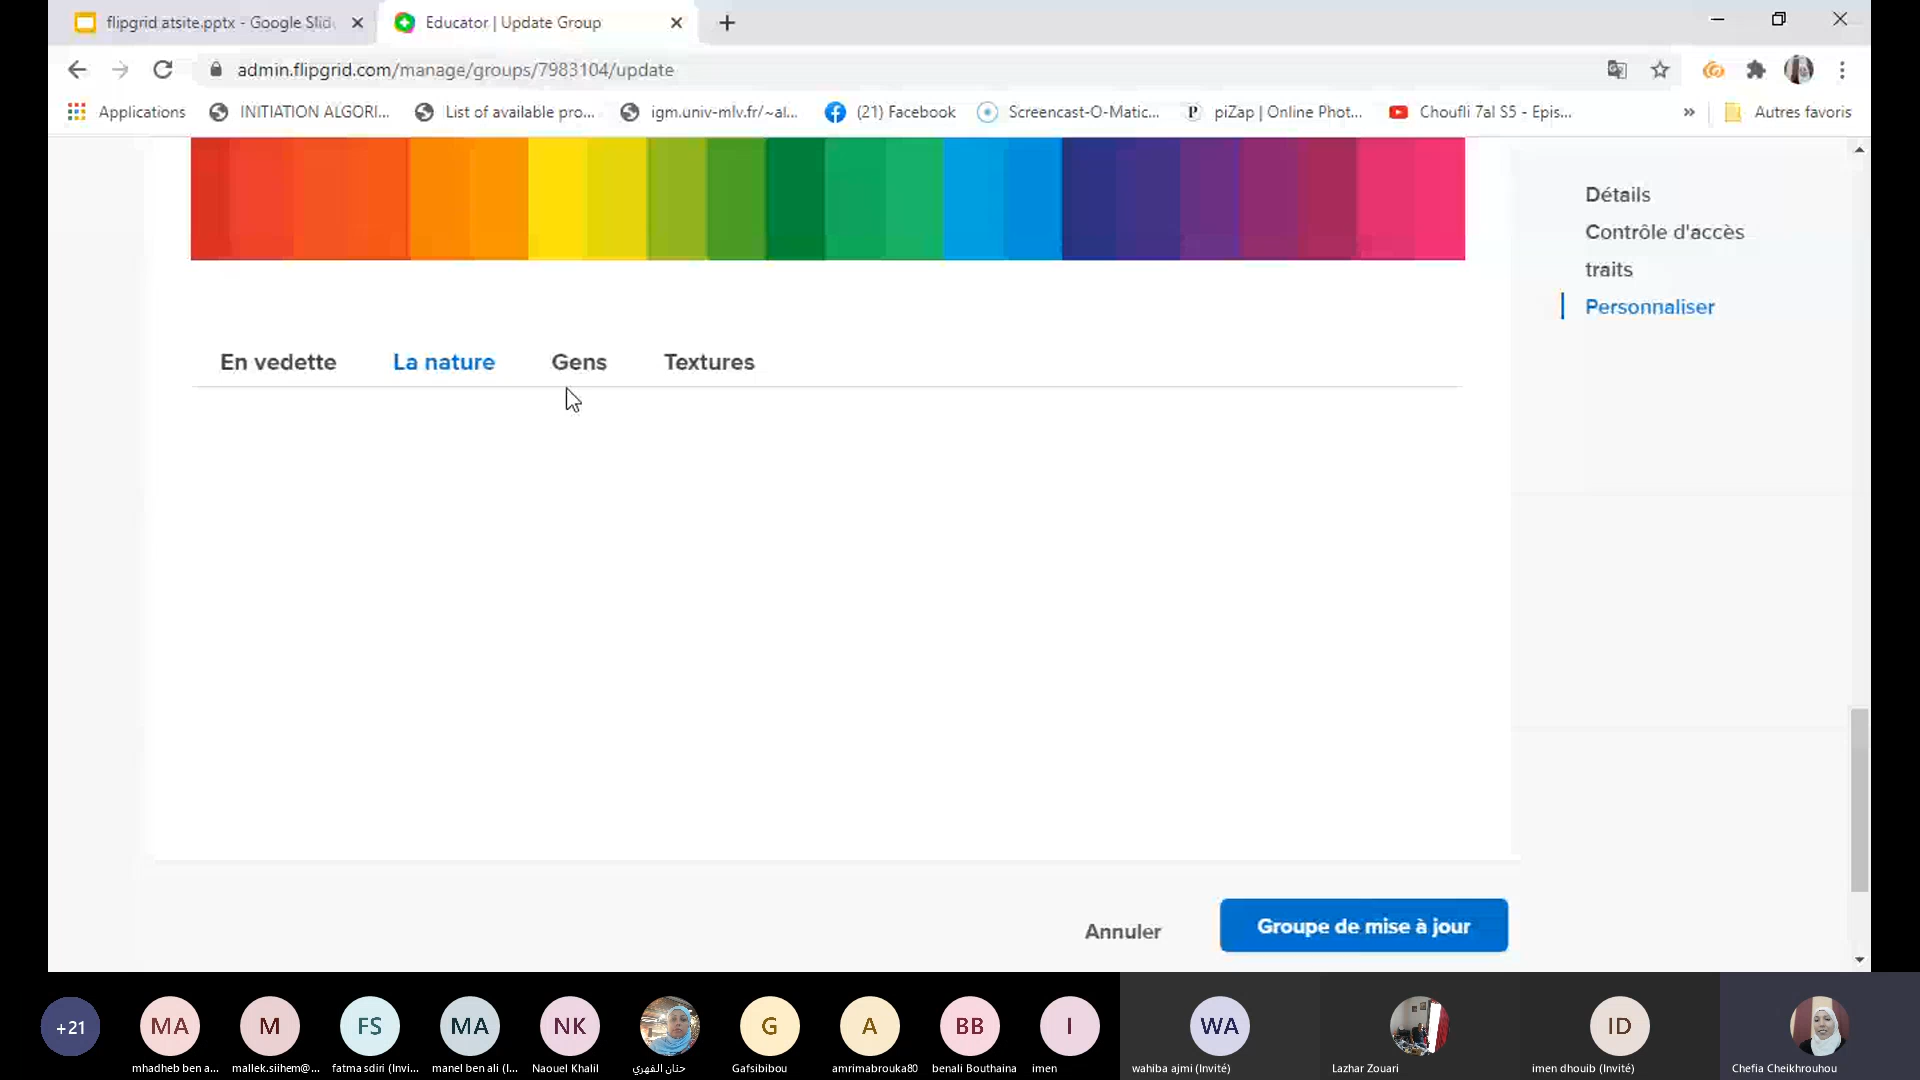 flipgrid atsite.pptx - Google Slid
Educator | Update Group
admin.flipgrid.com/manage/groups/7983104/update
Applications
INITIATION ALGORI...
List of available pro...
igm.univ-mlv.fr/~al...
(21) Facebook
Screencast-O-Matic...
piZap | Online Phot...
Choufli 7al S5 - Epis...
»
Autres favoris
Détails
Contrôle d'accès
traits
Personnaliser
En vedette
La nature
Gens
Textures
Annuler
Groupe de mise à jour
+21
MA
M
FS
MA
NK
G
A
BB
I
WA
ID
mhadheb ben a...
mallek.siihem@...
fatma sdiri (Invi...
manel ben ali (I...
Naouel Khalil
حنان الفهري
Gafsibibou
amrimabrouka80
benali Bouthaina
imen
wahiba ajmi (Invité)
Lazhar Zouari
imen dhouib (Invité)
Chefia Cheikhrouhou